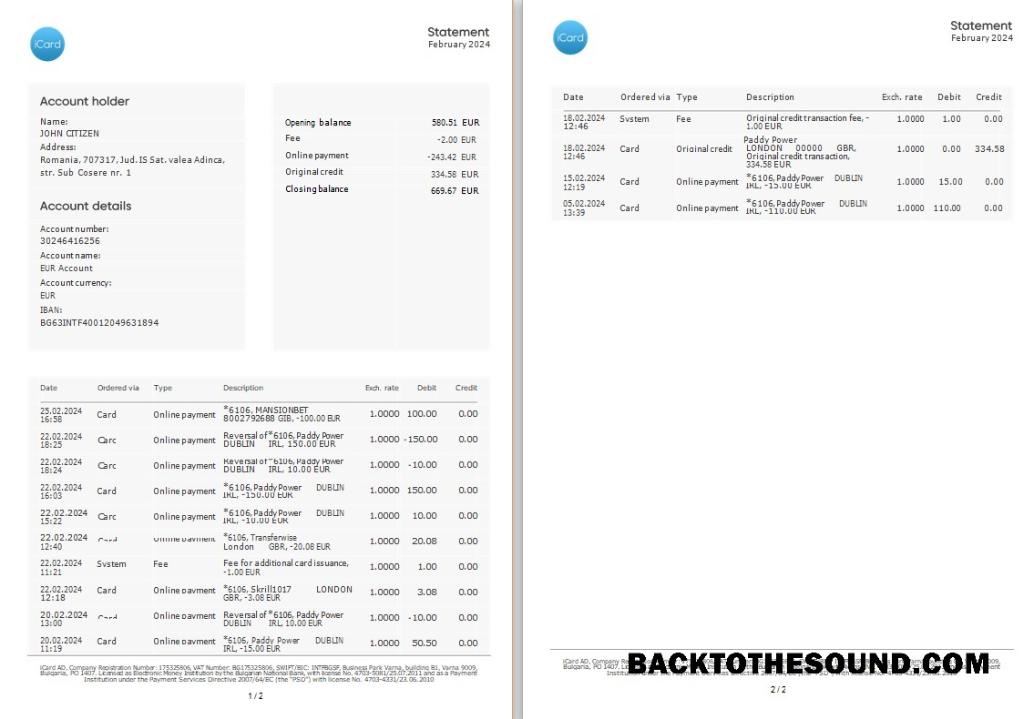 iCard
Statement
February 2024
Account holder
Name:
JOHN CITIZEN
Address:
Romania, 707317, Jud.IS Sat. valea Adinca,
str. Sub Cosere nr. 1
Account details
Account number:
30246416256
Account name:
EUR Account
Account currency:
EUR
IBAN:
BG63INTF40012049631894
Opening balance 580.51 EUR
Fee -2.00 EUR
Online payment -243.42 EUR
Original credit 334.58 EUR
Closing balance 669.67 EUR
Date Ordered via Type Description Exch. rate Debit Credit
25.02.2024 Card Online payment *6106, MANSIONBET 1.0000 100.00 0.00
16:58 8002792688 GIB, -100.00 EUR
22.02.2024 Carc Online payment Reversal of *6106, Paddy Power 1.0000 -150.00 0.00
18:25 DUBLIN IRL, 150.00 EUR
22.02.2024 Carc Online payment Reversal of *6106, Paddy Power 1.0000 -10.00 0.00
18:24 DUBLIN IRL, 10.00 EUR
22.02.2024 Card Online payment *6106, Paddy Power DUBLIN 1.0000 150.00 0.00
16:03 IRL, -150.00 EUR
22.02.2024 Carc Online payment *6106, Paddy Power DUBLIN 1.0000 10.00 0.00
15:22 IRL, -10.00 EUR
22.02.2024 Card Online payment *6106, Transferwise 1.0000 20.08 0.00
12:40 London GBR, -20.08 EUR
22.02.2024 System Fee Fee for additional card issuance, 1.0000 1.00 0.00
11:21 -1.00 EUR
22.02.2024 Card Online payment *6106, Skrill1017 LONDON 1.0000 3.08 0.00
12:18 GBR, -3.08 EUR
20.02.2024 Card Online payment Reversal of *6106, Paddy Power 1.0000 -10.00 0.00
13:00 DUBLIN IRL, 10.00 EUR
20.02.2024 Card Online payment *6106, Paddy Power DUBLIN 1.0000 50.50 0.00
11:19 IRL, -15.00 EUR
iCard AD, Company Registration Number: 175325806, VAT Number: BG175325806, SWIFT/BIC: INTFBGSF, Business Park Varna, building B1, Varna 9009,
Bulgaria, PO 1407. Licensed as Electronic Money Institution by the Bulgarian National Bank, with license No. 4703-5081/25.07.2011 and as a Payment
Institution under the Payment Services Directive 2007/64/EC (the "PSD") with license No. 4703-4331/23.06.2010
1 / 2
iCard
Statement
February 2024
Date Ordered via Type Description Exch. rate Debit Credit
18.02.2024 System Fee Original credit transaction fee, - 1.0000 1.00 0.00
12:46 1.00 EUR
Paddy Power
18.02.2024 Card Original credit LONDON 00000 GBR, 1.0000 0.00 334.58
12:46 Original credit transaction,
334.58 EUR
15.02.2024 Card Online payment *6106, Paddy Power DUBLIN 1.0000 15.00 0.00
12:19 IRL, -15.00 EUR
05.02.2024 Card Online payment *6106, Paddy Power DUBLIN 1.0000 110.00 0.00
13:39 IRL, -110.00 EUR
BACKTOTHESOUND.COM
2 / 2